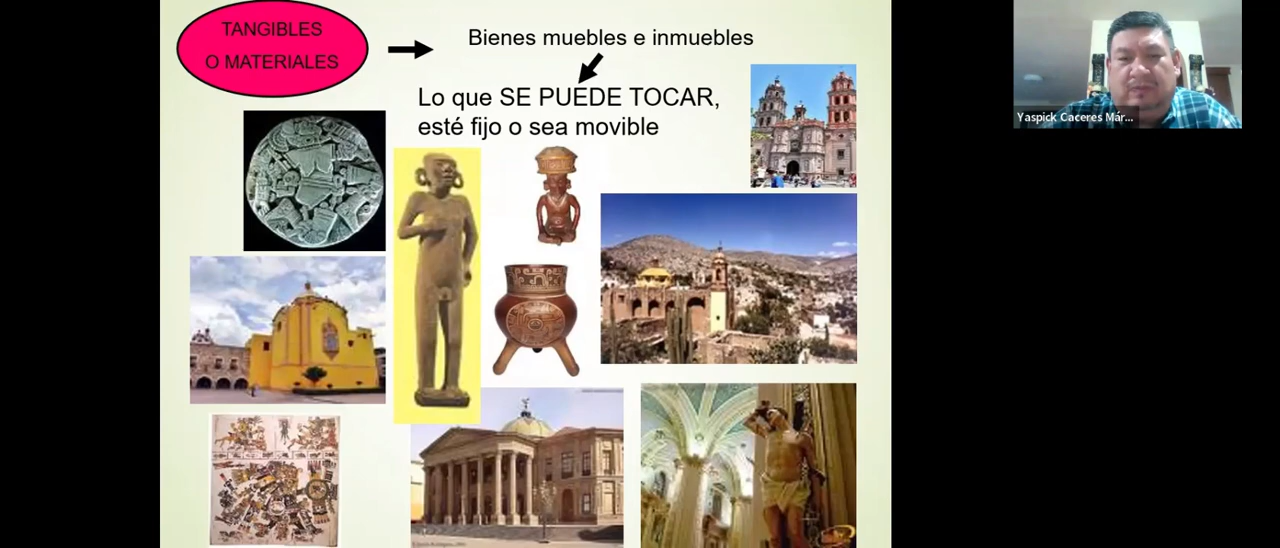 TANGIBLES
O MATERIALES
Bienes muebles e inmuebles
Lo que SE PUEDE TOCAR,
esté fijo o sea movible
Yaspick Caceres Már...